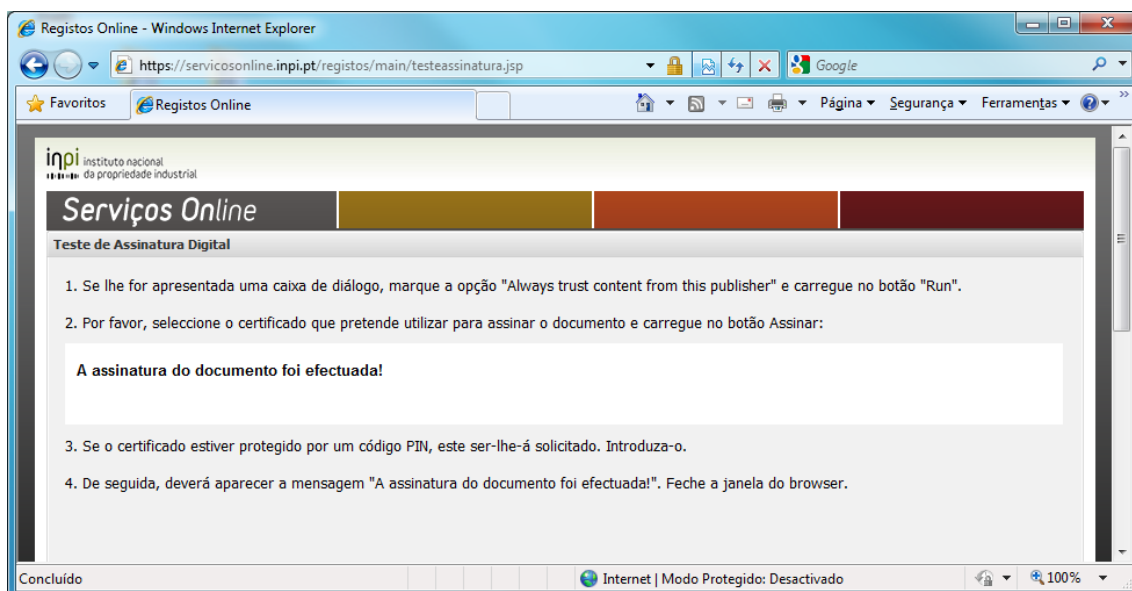 Registos Online - Windows Internet Explorer
https://servicosonline.inpi.pt/registos/main/testeassinatura.jsp
Google
Favoritos
Registos Online
Página
Segurança
Ferramentas
»
inpi instituto nacional
da propriedade industrial
Serviços Online
Teste de Assinatura Digital
1. Se lhe for apresentada uma caixa de diálogo, marque a opção "Always trust content from this publisher" e carregue no botão "Run".
2. Por favor, seleccione o certificado que pretende utilizar para assinar o documento e carregue no botão Assinar:
A assinatura do documento foi efectuada!
3. Se o certificado estiver protegido por um código PIN, este ser-lhe-á solicitado. Introduza-o.
4. De seguida, deverá aparecer a mensagem "A assinatura do documento foi efectuada!". Feche a janela do browser.
Concluído
Internet | Modo Protegido: Desactivado
100%